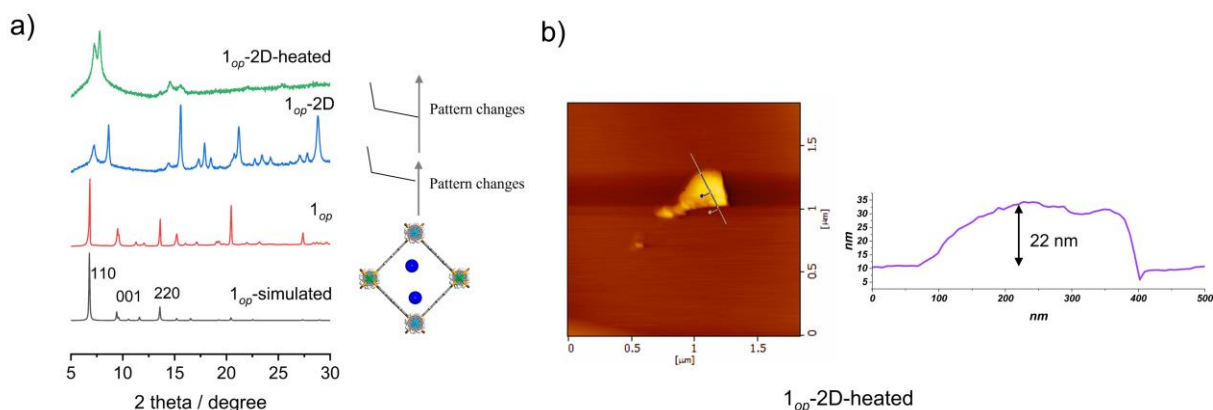 a)
1op-2D-heated
1op-2D
1op
110
001
220
1op-simulated
5 10 15 20 25 30
2 theta / degree
Pattern changes
Pattern changes
b)
1.5
1
[µm]
0.5
0
0 0.5 1 1.5
[µm]
35
30
25
20
15
10
5
nm
22 nm
0 100 200 300 400 500
nm
1op-2D-heated